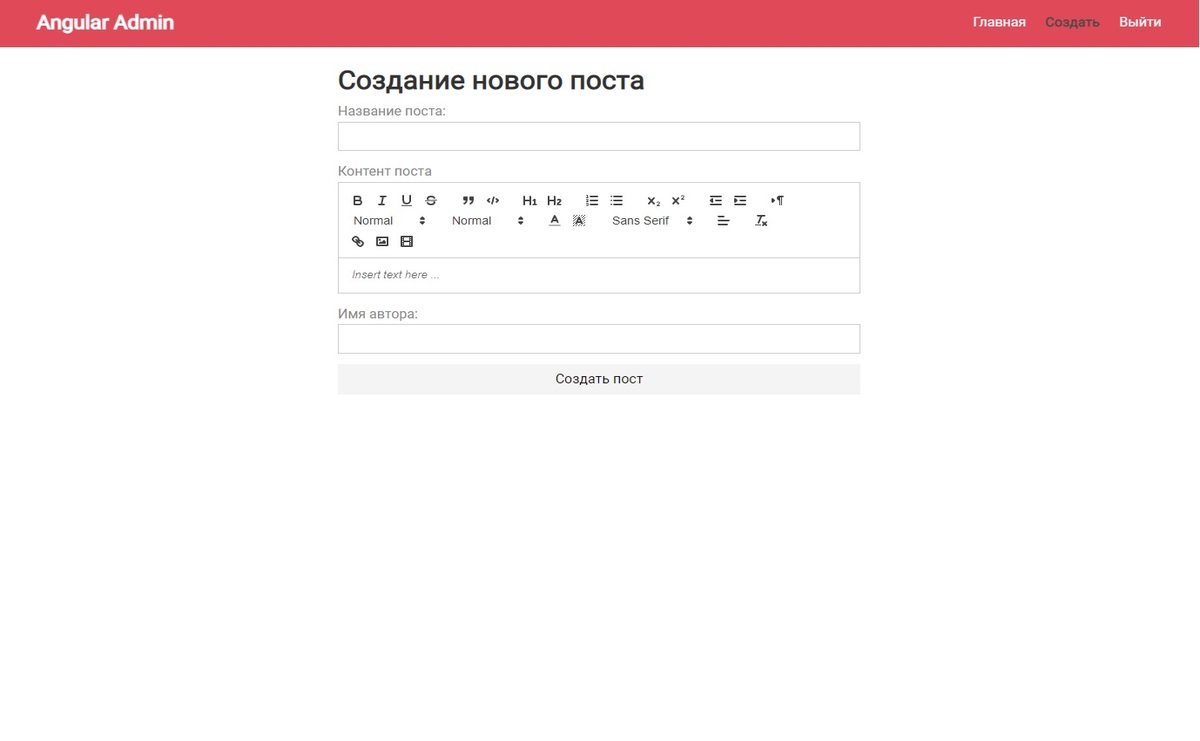 Angular Admin
Главная Создать Выйти
Создание нового поста
Название поста:
Контент поста
B I U S " </> H1 H2 x₂ x² ¶
Normal Normal A A Sans Serif Tx
Insert text here ...
Имя автора:
Создать пост